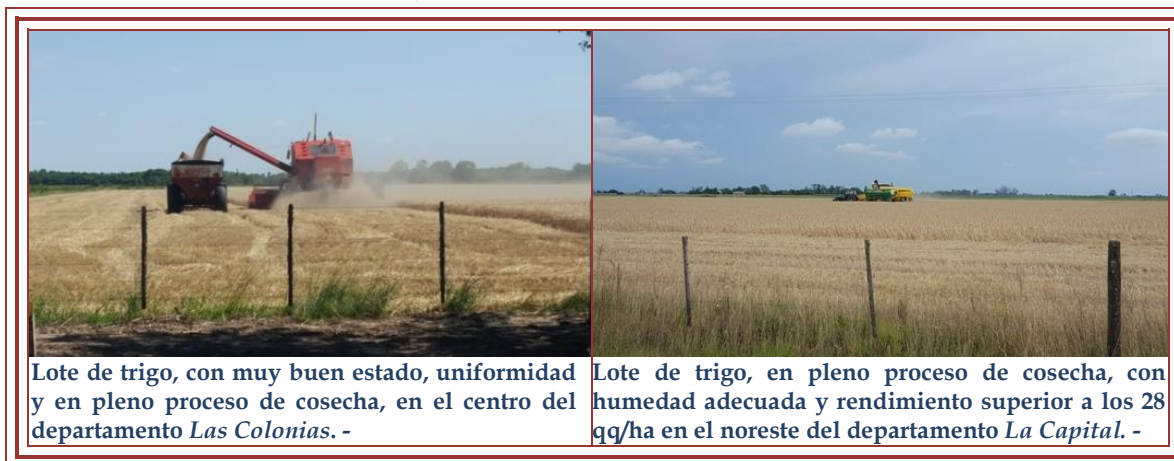 Lote de trigo, con muy buen estado, uniformidad
y en pleno proceso de cosecha, en el centro del
departamento Las Colonias. -
Lote de trigo, en pleno proceso de cosecha, con
humedad adecuada y rendimiento superior a los 28
qq/ha en el noreste del departamento La Capital. -